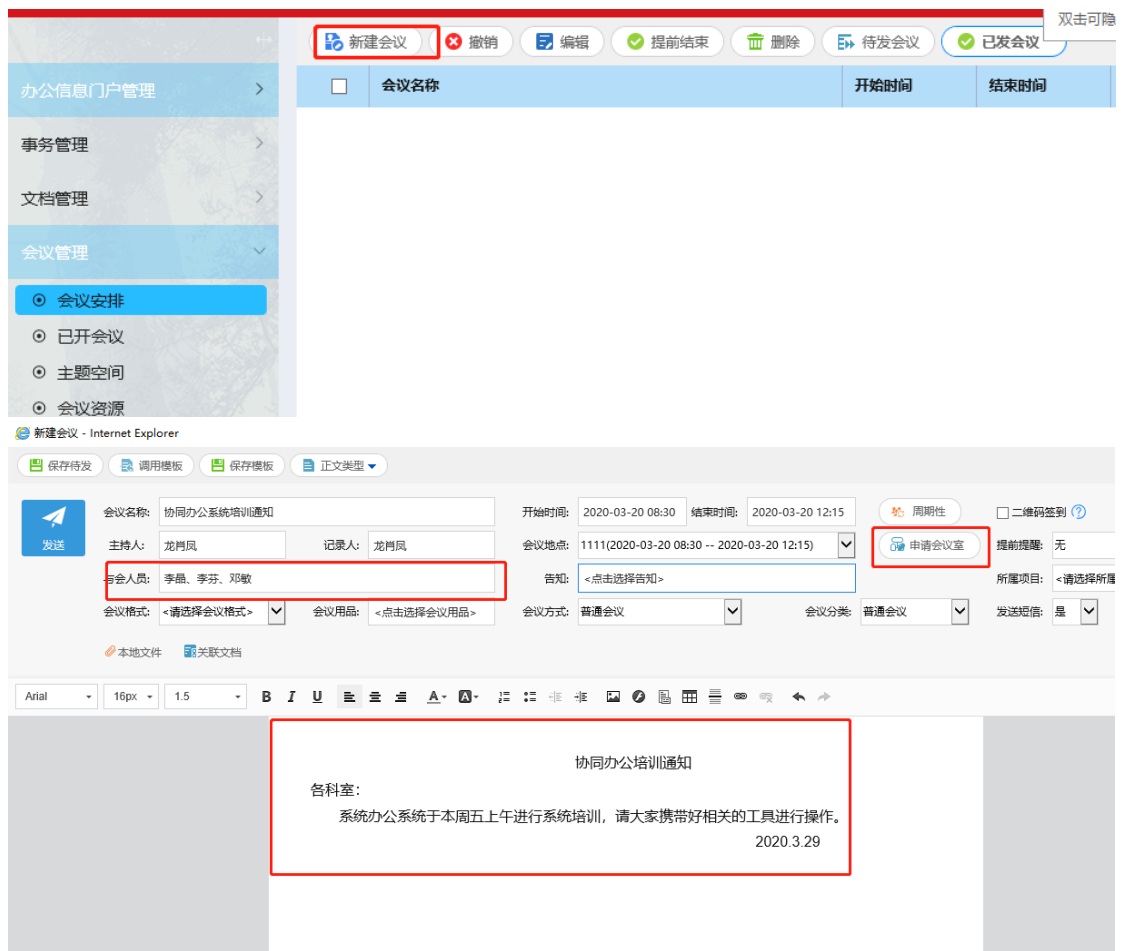 双击可隐
新建会议 撤销 编辑 提前结束 删除 待发会议 已发会议
办公信息门户管理
会议名称 开始时间 结束时间
事务管理
文档管理
会议管理
会议安排
已开会议
主题空间
会议资源
新建会议 - Internet Explorer
保存待发 调用模板 保存模板 正文类型
发送
会议名称: 协同办公系统培训通知 开始时间: 2020-03-20 08:30 结束时间: 2020-03-20 12:15 周期性 二维码签到
主持人: 龙肖凤 记录人: 龙肖凤 会议地点: 1111(2020-03-20 08:30 -- 2020-03-20 12:15) 申请会议室 提前提醒: 无
与会人员: 李晶、李芬、邓敏 告知: <点击选择告知> 所属项目: <请选择所属
会议格式: <请选择会议格式> 会议用品: <点击选择会议用品> 会议方式: 普通会议 会议分类: 普通会议 发送短信: 是
本地文件 关联文档
Arial 16px 1.5 B I U A A
协同办公培训通知
各科室:
系统办公系统于本周五上午进行系统培训，请大家携带好相关的工具进行操作。
2020.3.29